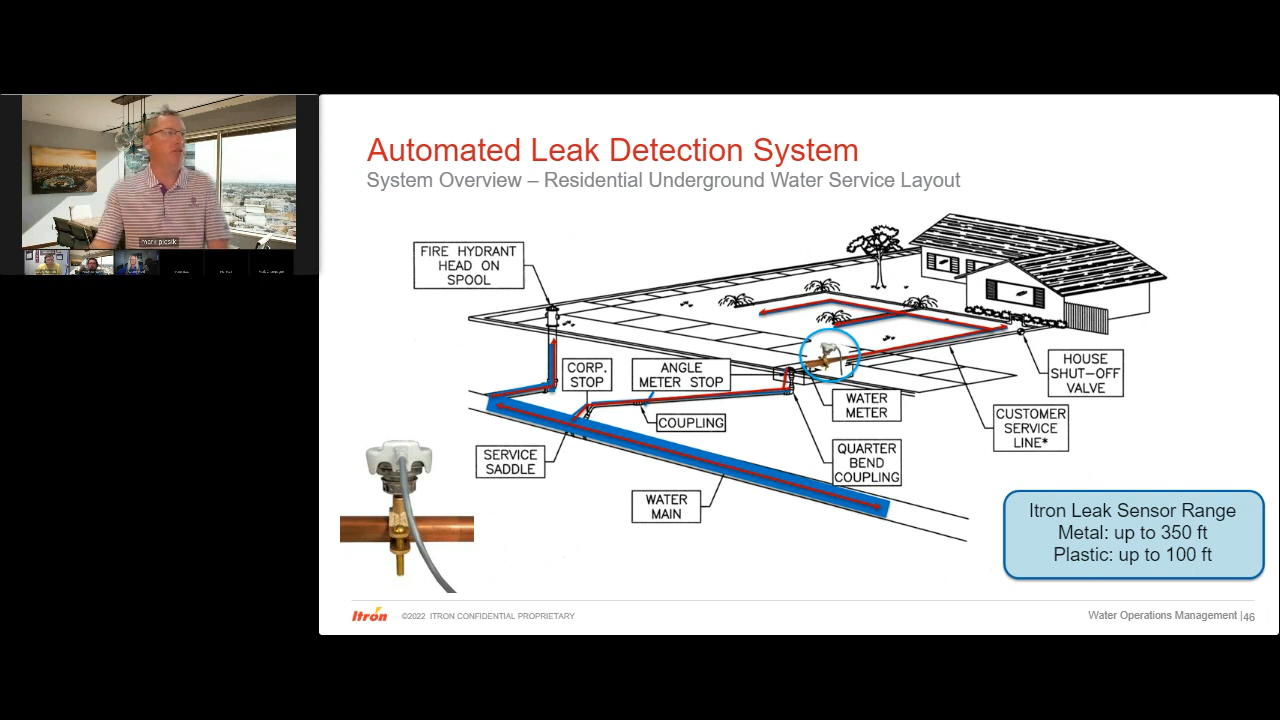 mark plesik
Automated Leak Detection System
System Overview – Residential Underground Water Service Layout
FIRE HYDRANT
HEAD ON
SPOOL
CORP.
STOP
ANGLE
METER STOP
COUPLING
SERVICE
SADDLE
WATER
MAIN
WATER
METER
QUARTER
BEND
COUPLING
HOUSE
SHUT-OFF
VALVE
CUSTOMER
SERVICE
LINE*
Itron Leak Sensor Range
Metal: up to 350 ft
Plastic: up to 100 ft
Itrón
©2022 ITRON CONFIDENTIAL PROPRIETARY
Water Operations Management |46